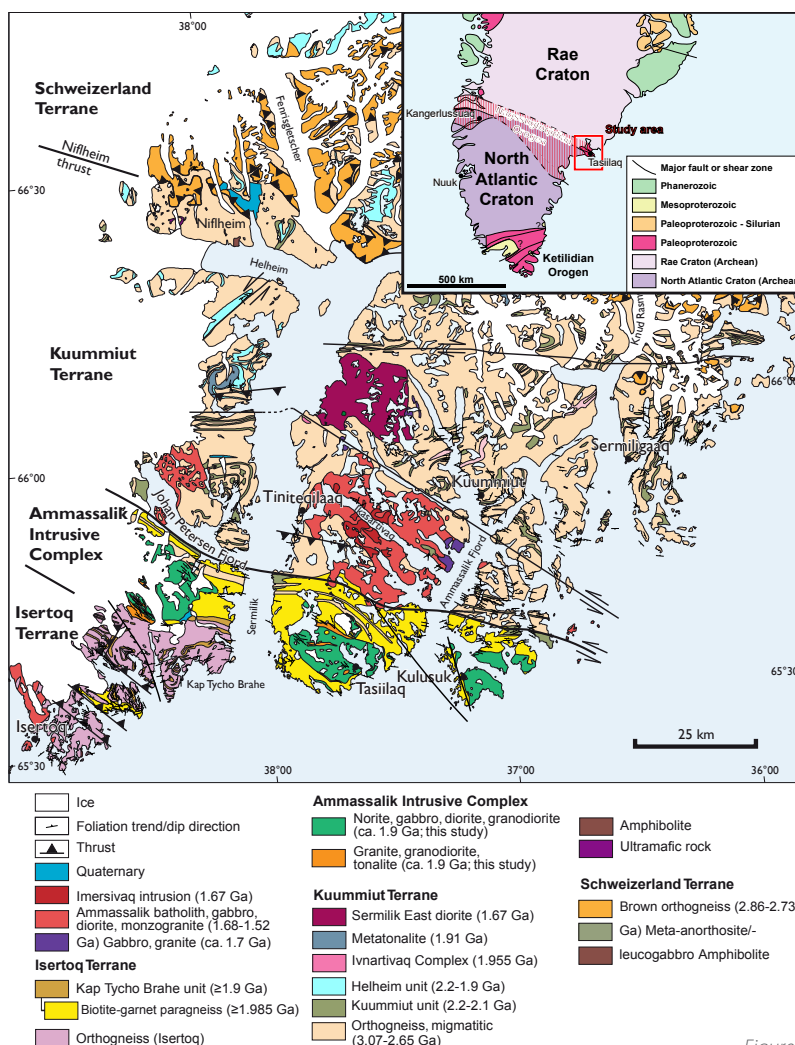 38°00'
Schweizerland
Terrane
Niflheim
thrust
Fenrisgletscher
66°30'
Niflheim
Helheim
Kuummiut
Terrane
66°00'
Ammassalik
Intrusive
Complex
Johan Petersen Fjord
Isertoq
Terrane
Kap Tycho Brahe
Isertoq
65°30'
Sermilik
Tiniteqilaaq
Kuummiut
Sermiligaaq
Knud Rasm
66°00
Ammassalik Fjord
Kulusuk
Tasiilaq
65°30'
25 km
38°00
37°00
36°00
Rae
Craton
Kangerlussuaq
Study area
Tasiilaq
North
Atlantic
Craton
Nuuk
Ketilidian
Orogen
500 km
Major fault or shear zone
Phanerozoic
Mesoproterozoic
Paleoproterozoic - Silurian
Paleoproterozoic
Rae Craton (Archean)
North Atlantic Craton (Archean
Ice
Foliation trend/dip direction
Thrust
Quaternary
Imersivaq intrusion (1.67 Ga)
Ammassalik batholith, gabbro,
diorite, monzogranite (1.68-1.52
Ga) Gabbro, granite (ca. 1.7 Ga)
Isertoq Terrane
Kap Tycho Brahe unit (≥1.9 Ga)
Biotite-garnet paragneiss (≥1.985 Ga)
Orthogneiss (Isertoq)
Ammassalik Intrusive Complex
Norite, gabbro, diorite, granodiorite
(ca. 1.9 Ga; this study)
Granite, granodiorite,
tonalite (ca. 1.9 Ga; this study)
Kuummiut Terrane
Sermilik East diorite (1.67 Ga)
Metatonalite (1.91 Ga)
Ivnartivaq Complex (1.955 Ga)
Helheim unit (2.2-1.9 Ga)
Kuummiut unit (2.2-2.1 Ga)
Orthogneiss, migmatitic
(3.07-2.65 Ga)
Amphibolite
Ultramafic rock
Schweizerland Terrane
Brown orthogneiss (2.86-2.73
Ga) Meta-anorthosite/-
leucogabbro Amphibolite
Figure